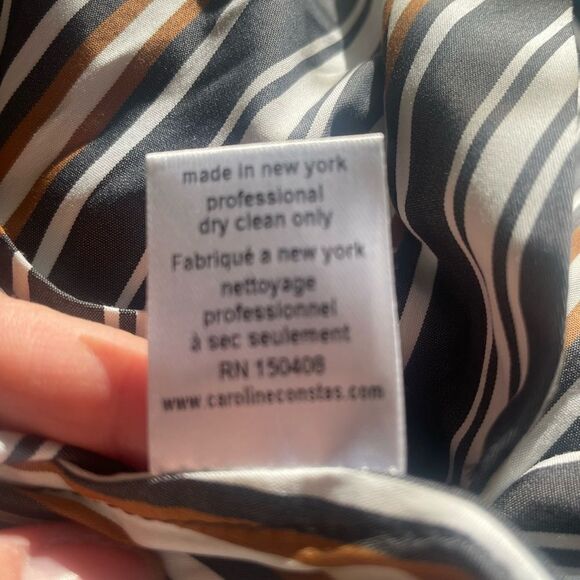 made in new york
professional
dry clean only
Fabriqué a new york
nettoyage
professionnel
à sec seulement
RN 150408
www.carolineconstas.com